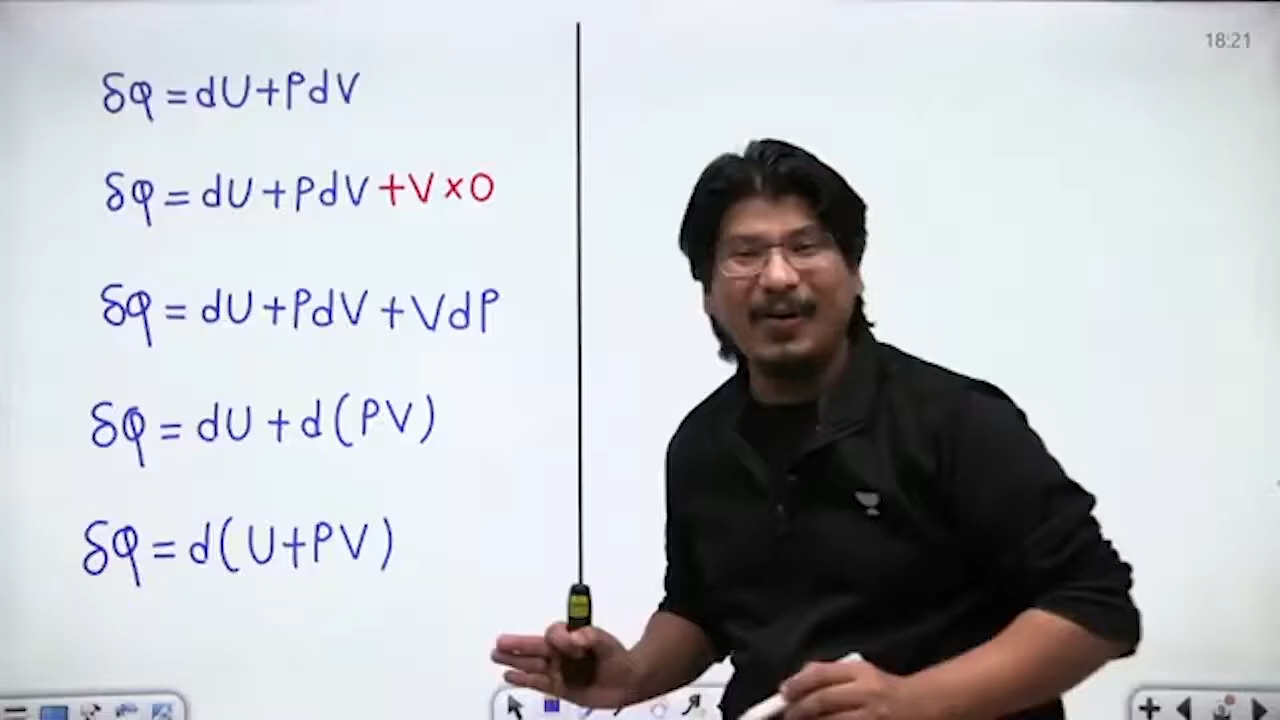 18:21
δQ = dU + PdV
δQ = dU + PdV + V × 0
δQ = dU + PdV + VdP
δQ = dU + d(PV)
δQ = d(U + PV)